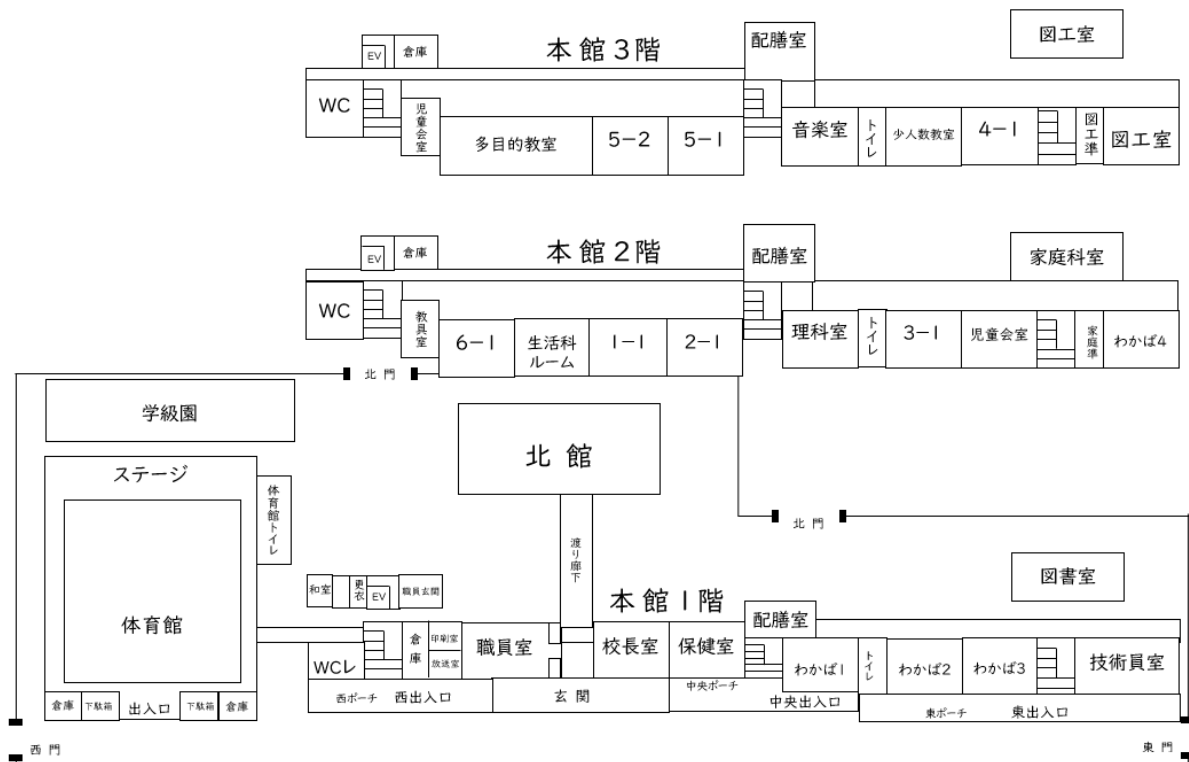 本館3階
配膳室
図工室
EV
倉庫
WC
児童会室
多目的教室
5-2
5-1
音楽室
トイレ
少人数教室
4-1
図工準
図工室
本館2階
配膳室
家庭科室
EV
倉庫
WC
教具室
6-1
生活科
ルーム
1-1
2-1
理科室
トイレ
3-1
児童会室
家庭準
わかば4
北門
学級園
北館
ステージ
体育館トイレ
体育館
北門
渡り廊下
図書室
和室
更衣
EV
職員玄関
本館1階
配膳室
WCレ
倉庫
印刷室
放送室
職員室
校長室
保健室
わかば1
トイレ
わかば2
わかば3
技術員室
倉庫
下駄箱
出入口
下駄箱
倉庫
西ポーチ
西出入口
玄関
中央ポーチ
中央出入口
東ポーチ
東出入口
西門
東門